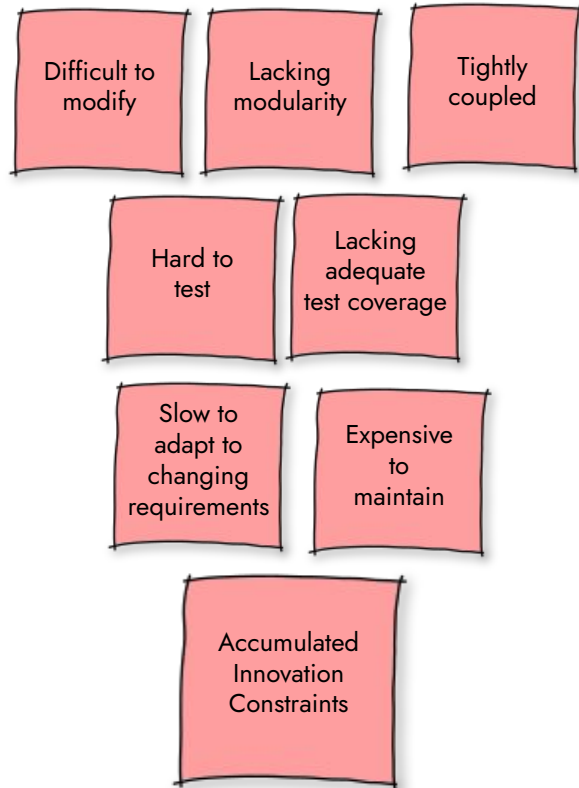 Difficult to
modify
Lacking
modularity
Tightly
coupled
Hard to
test
Lacking
adequate
test coverage
Slow to
adapt to
changing
requirements
Expensive
to
maintain
Accumulated
Innovation
Constraints